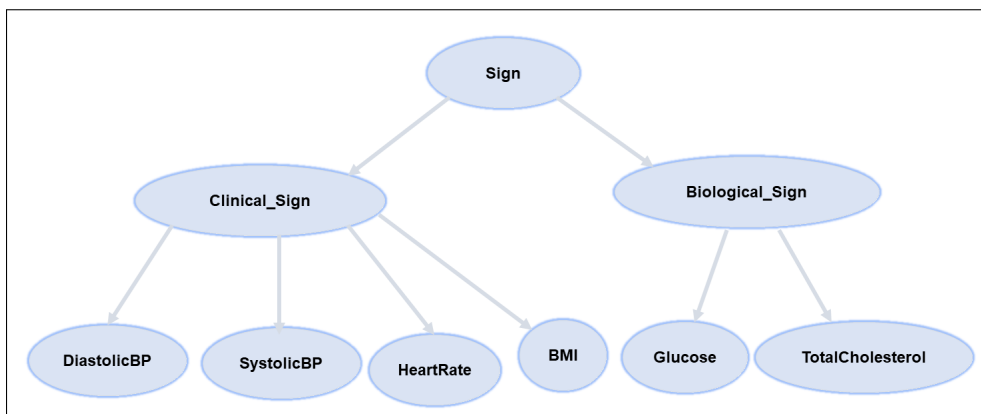 Sign
Clinical_Sign
Biological_Sign
DiastolicBP
SystolicBP
HeartRate
BMI
Glucose
TotalCholesterol